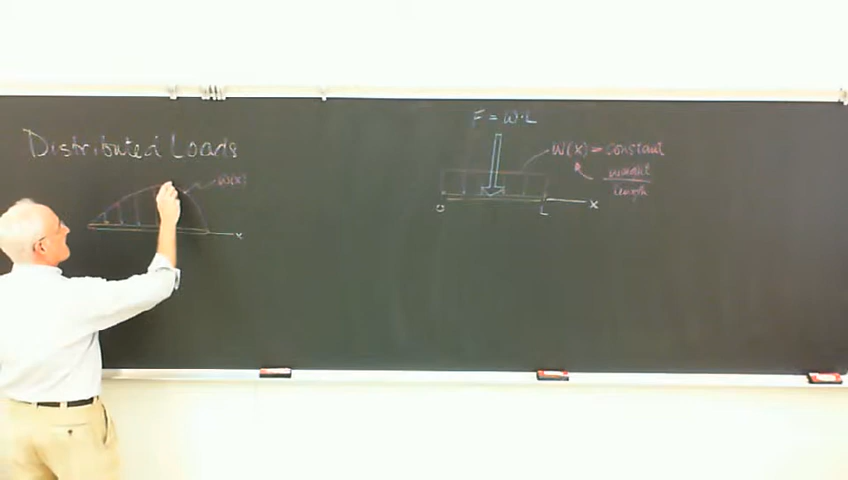 Distributed Loads
w(x)
x
F = W·L
W(x) = constant
weight
length
0
L
x